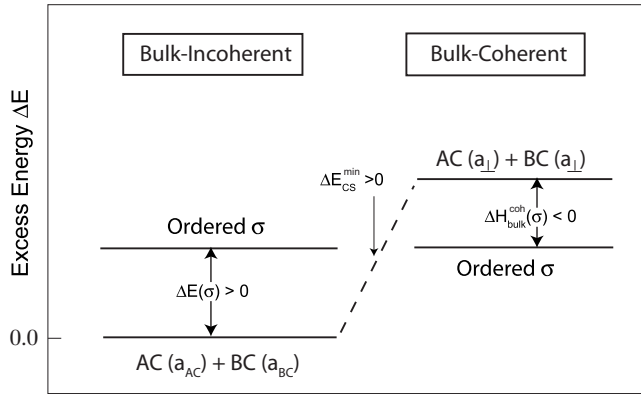 Bulk-Incoherent
Bulk-Coherent
Excess Energy ΔE
AC (a⊥) + BC (a⊥)
ΔE_CS^min >0
ΔH_bulk^coh(σ) < 0
Ordered σ
Ordered σ
ΔE(σ) > 0
0.0
AC (a_AC) + BC (a_BC)